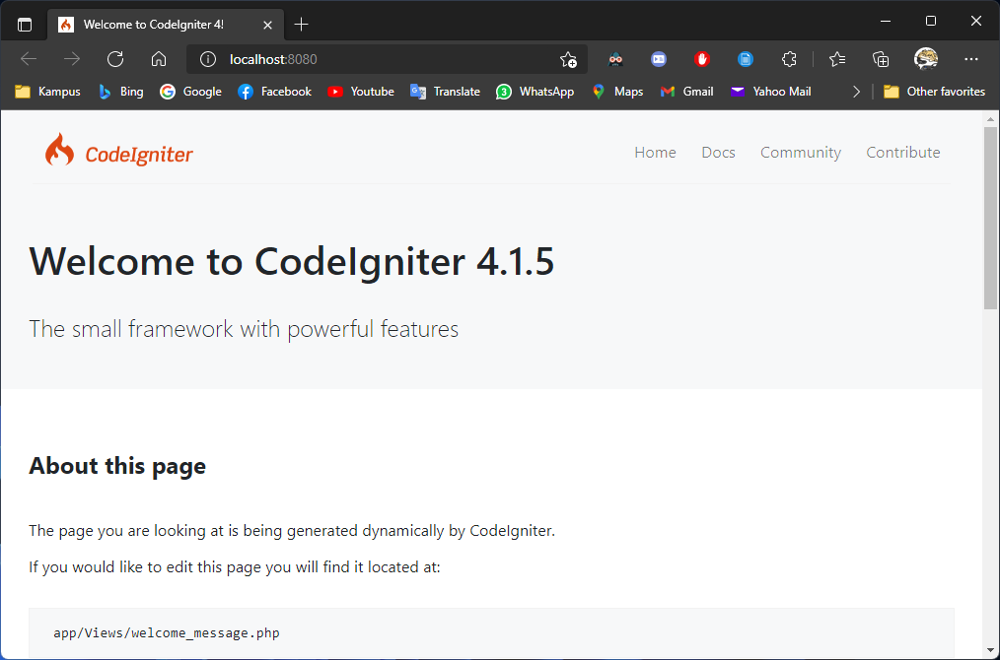 Welcome to CodeIgniter 4!
localhost:8080
Kampus Bing Google Facebook Youtube Translate 3 WhatsApp Maps Gmail Yahoo Mail Other favorites
CodeIgniter Home Docs Community Contribute
Welcome to CodeIgniter 4.1.5
The small framework with powerful features
About this page
The page you are looking at is being generated dynamically by CodeIgniter.
If you would like to edit this page you will find it located at:
app/Views/welcome_message.php